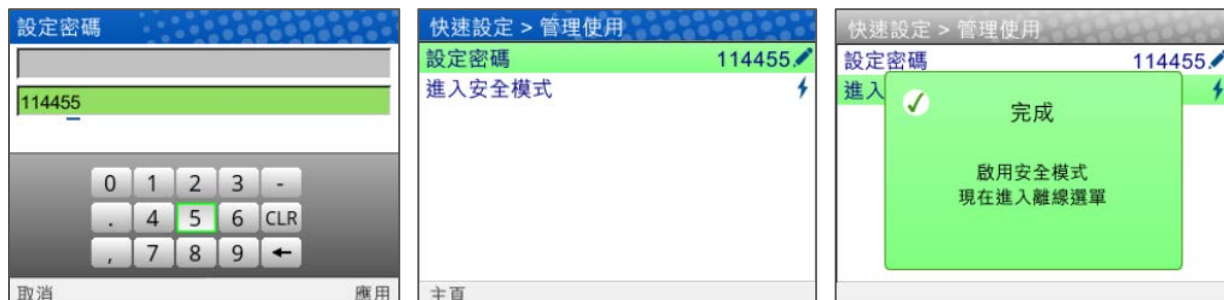 設定密碼
114455
0 1 2 3 -
. 4 5 6 CLR
, 7 8 9 ←
取消 應用
快速設定 > 管理使用
設定密碼 114455
進入安全模式
主頁
快速設定 > 管理使用
設定密碼 114455
進入
完成
啟用安全模式
現在進入離線選單